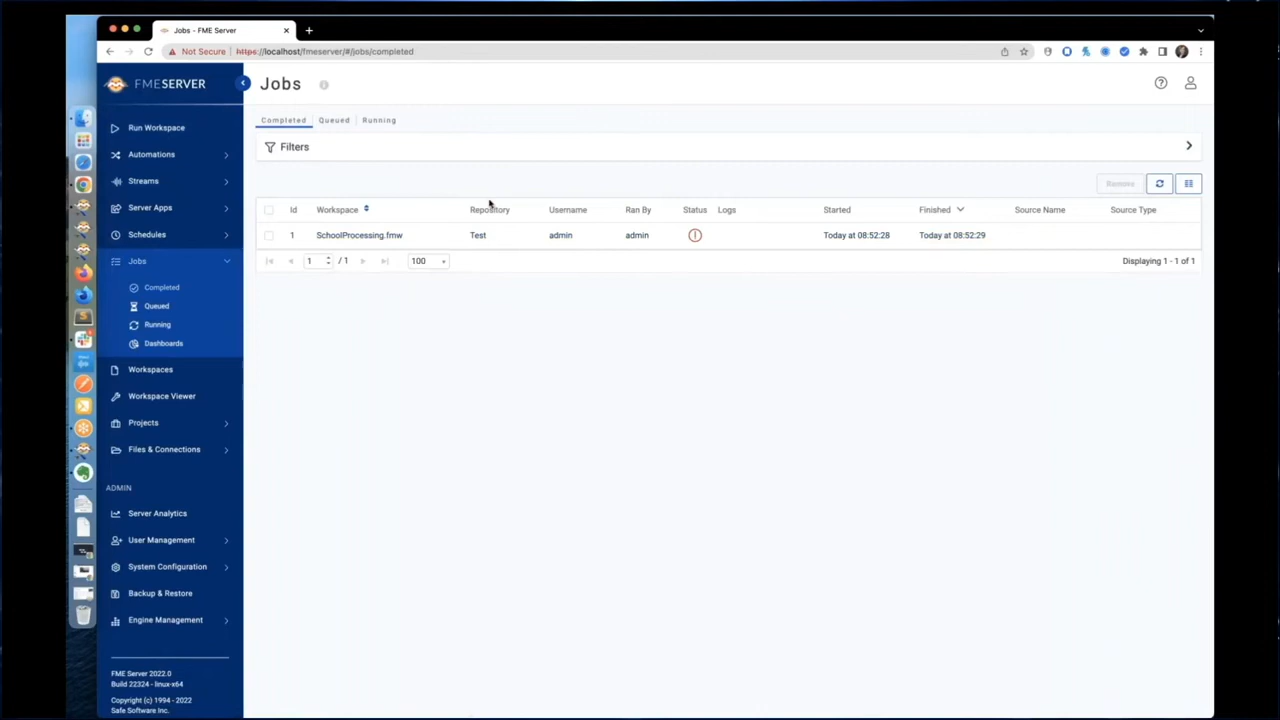 Jobs - FME Server
Not Secure https://localhost/fmeserver/#/jobs/completed
FMESERVER
Jobs
Run Workspace
Automations
Streams
Server Apps
Schedules
Jobs
Completed
Queued
Running
Dashboards
Workspaces
Workspace Viewer
Projects
Files & Connections
ADMIN
Server Analytics
User Management
System Configuration
Backup & Restore
Engine Management
FME Server 2022.0
Build 22324 - linux-x64
Copyright (c) 1994 - 2022
Safe Software Inc.
Completed Queued Running
Filters
Remove
Id Workspace Repository Username Ran By Status Logs Started Finished Source Name Source Type
1 SchoolProcessing.fmw Test admin admin Today at 08:52:28 Today at 08:52:29
1 / 1 100 Displaying 1 - 1 of 1